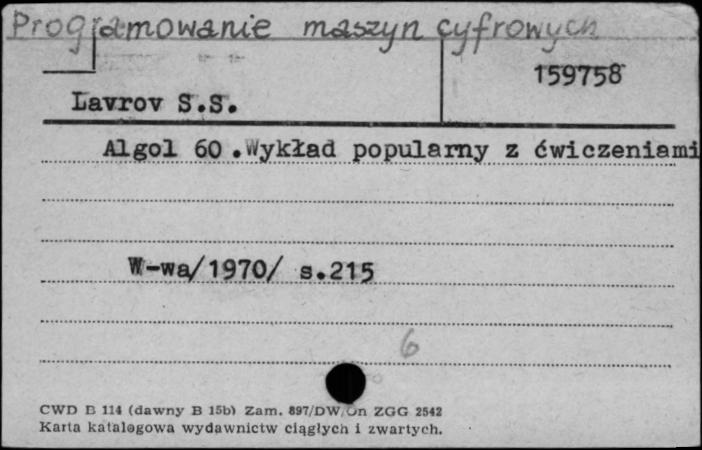 Programowanie maszyn cyfrowych
159758
Lavrov S.S.
Algol 60.Wykład popularny z ćwiczeniami
W-wa/1970/ s.215
6
CWD B 114 (dawny B 15b) Zam. 897/DW/On ZGG 2542
Karta katalogowa wydawnictw ciągłych i zwartych.